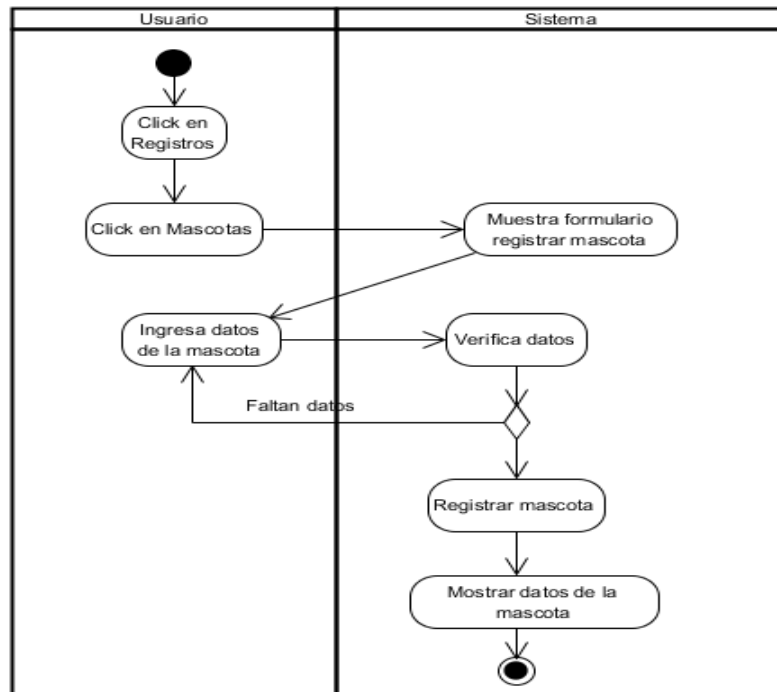 Usuario
Sistema
Click en
Registros
Click en Mascotas
Muestra formulario
registrar mascota
Ingresa datos
de la mascota
Verifica datos
Faltan datos
Registrar mascota
Mostrar datos de la
mascota